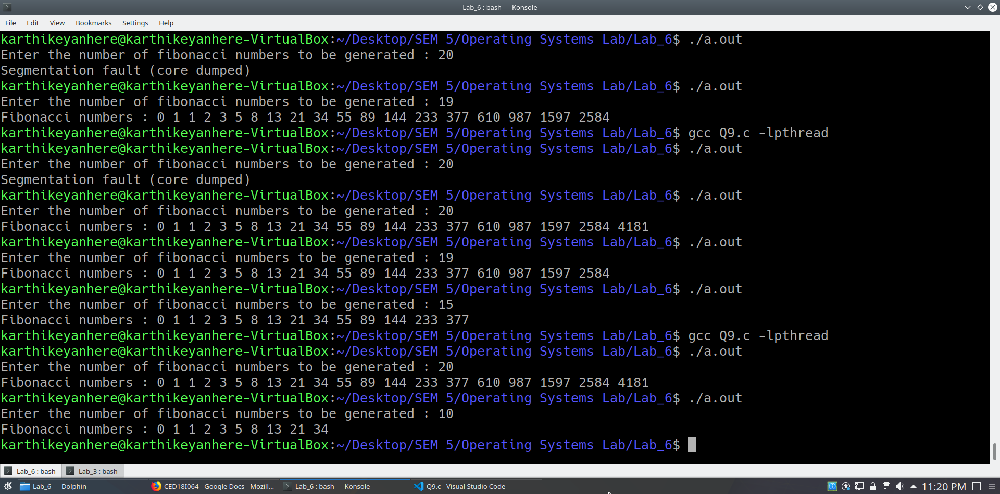 Lab_6 : bash — Konsole
File Edit View Bookmarks Settings Help
karthikeyanhere@karthikeyanhere-VirtualBox:~/Desktop/SEM 5/Operating Systems Lab/Lab_6$ ./a.out
Enter the number of fibonacci numbers to be generated : 20
Segmentation fault (core dumped)
karthikeyanhere@karthikeyanhere-VirtualBox:~/Desktop/SEM 5/Operating Systems Lab/Lab_6$ ./a.out
Enter the number of fibonacci numbers to be generated : 19
Fibonacci numbers : 0 1 1 2 3 5 8 13 21 34 55 89 144 233 377 610 987 1597 2584
karthikeyanhere@karthikeyanhere-VirtualBox:~/Desktop/SEM 5/Operating Systems Lab/Lab_6$ gcc Q9.c -lpthread
karthikeyanhere@karthikeyanhere-VirtualBox:~/Desktop/SEM 5/Operating Systems Lab/Lab_6$ ./a.out
Enter the number of fibonacci numbers to be generated : 20
Segmentation fault (core dumped)
karthikeyanhere@karthikeyanhere-VirtualBox:~/Desktop/SEM 5/Operating Systems Lab/Lab_6$ ./a.out
Enter the number of fibonacci numbers to be generated : 20
Fibonacci numbers : 0 1 1 2 3 5 8 13 21 34 55 89 144 233 377 610 987 1597 2584 4181
karthikeyanhere@karthikeyanhere-VirtualBox:~/Desktop/SEM 5/Operating Systems Lab/Lab_6$ ./a.out
Enter the number of fibonacci numbers to be generated : 19
Fibonacci numbers : 0 1 1 2 3 5 8 13 21 34 55 89 144 233 377 610 987 1597 2584
karthikeyanhere@karthikeyanhere-VirtualBox:~/Desktop/SEM 5/Operating Systems Lab/Lab_6$ ./a.out
Enter the number of fibonacci numbers to be generated : 15
Fibonacci numbers : 0 1 1 2 3 5 8 13 21 34 55 89 144 233 377
karthikeyanhere@karthikeyanhere-VirtualBox:~/Desktop/SEM 5/Operating Systems Lab/Lab_6$ gcc Q9.c -lpthread
karthikeyanhere@karthikeyanhere-VirtualBox:~/Desktop/SEM 5/Operating Systems Lab/Lab_6$ ./a.out
Enter the number of fibonacci numbers to be generated : 20
Fibonacci numbers : 0 1 1 2 3 5 8 13 21 34 55 89 144 233 377 610 987 1597 2584 4181
karthikeyanhere@karthikeyanhere-VirtualBox:~/Desktop/SEM 5/Operating Systems Lab/Lab_6$ ./a.out
Enter the number of fibonacci numbers to be generated : 10
Fibonacci numbers : 0 1 1 2 3 5 8 13 21 34
karthikeyanhere@karthikeyanhere-VirtualBox:~/Desktop/SEM 5/Operating Systems Lab/Lab_6$
Lab_6 : bash Lab_3 : bash
Lab_6 — Dolphin CED18I064 - Google Docs - Mozill... Lab_6 : bash — Konsole Q9.c - Visual Studio Code 11:20 PM